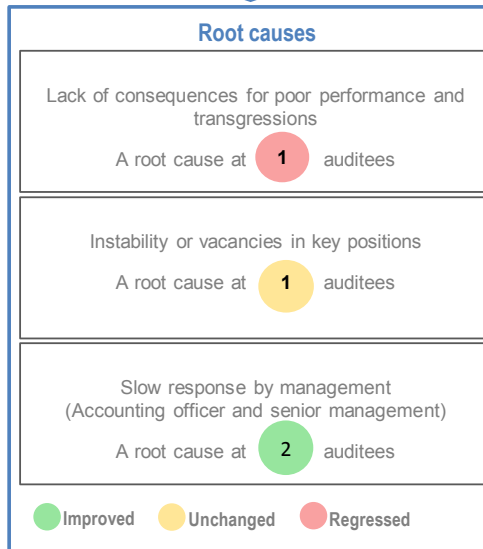 Root causes
Lack of consequences for poor performance and
transgressions
A root cause at 1 auditees
Instability or vacancies in key positions
A root cause at 1 auditees
Slow response by management
(Accounting officer and senior management)
A root cause at 2 auditees
Improved Unchanged Regressed